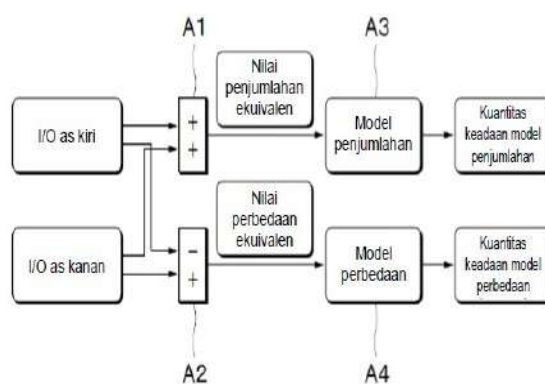 A1
A3
Nilai
penjumlahan
ekuivalen
I/O as kiri
+
+
Model
penjumlahan
Kuantitas
keadaan model
penjumlahan
Nilai
perbedaan
ekuivalen
I/O as kanan
−
+
Model
perbedaan
Kuantitas
keadaan model
perbedaan
A2
A4